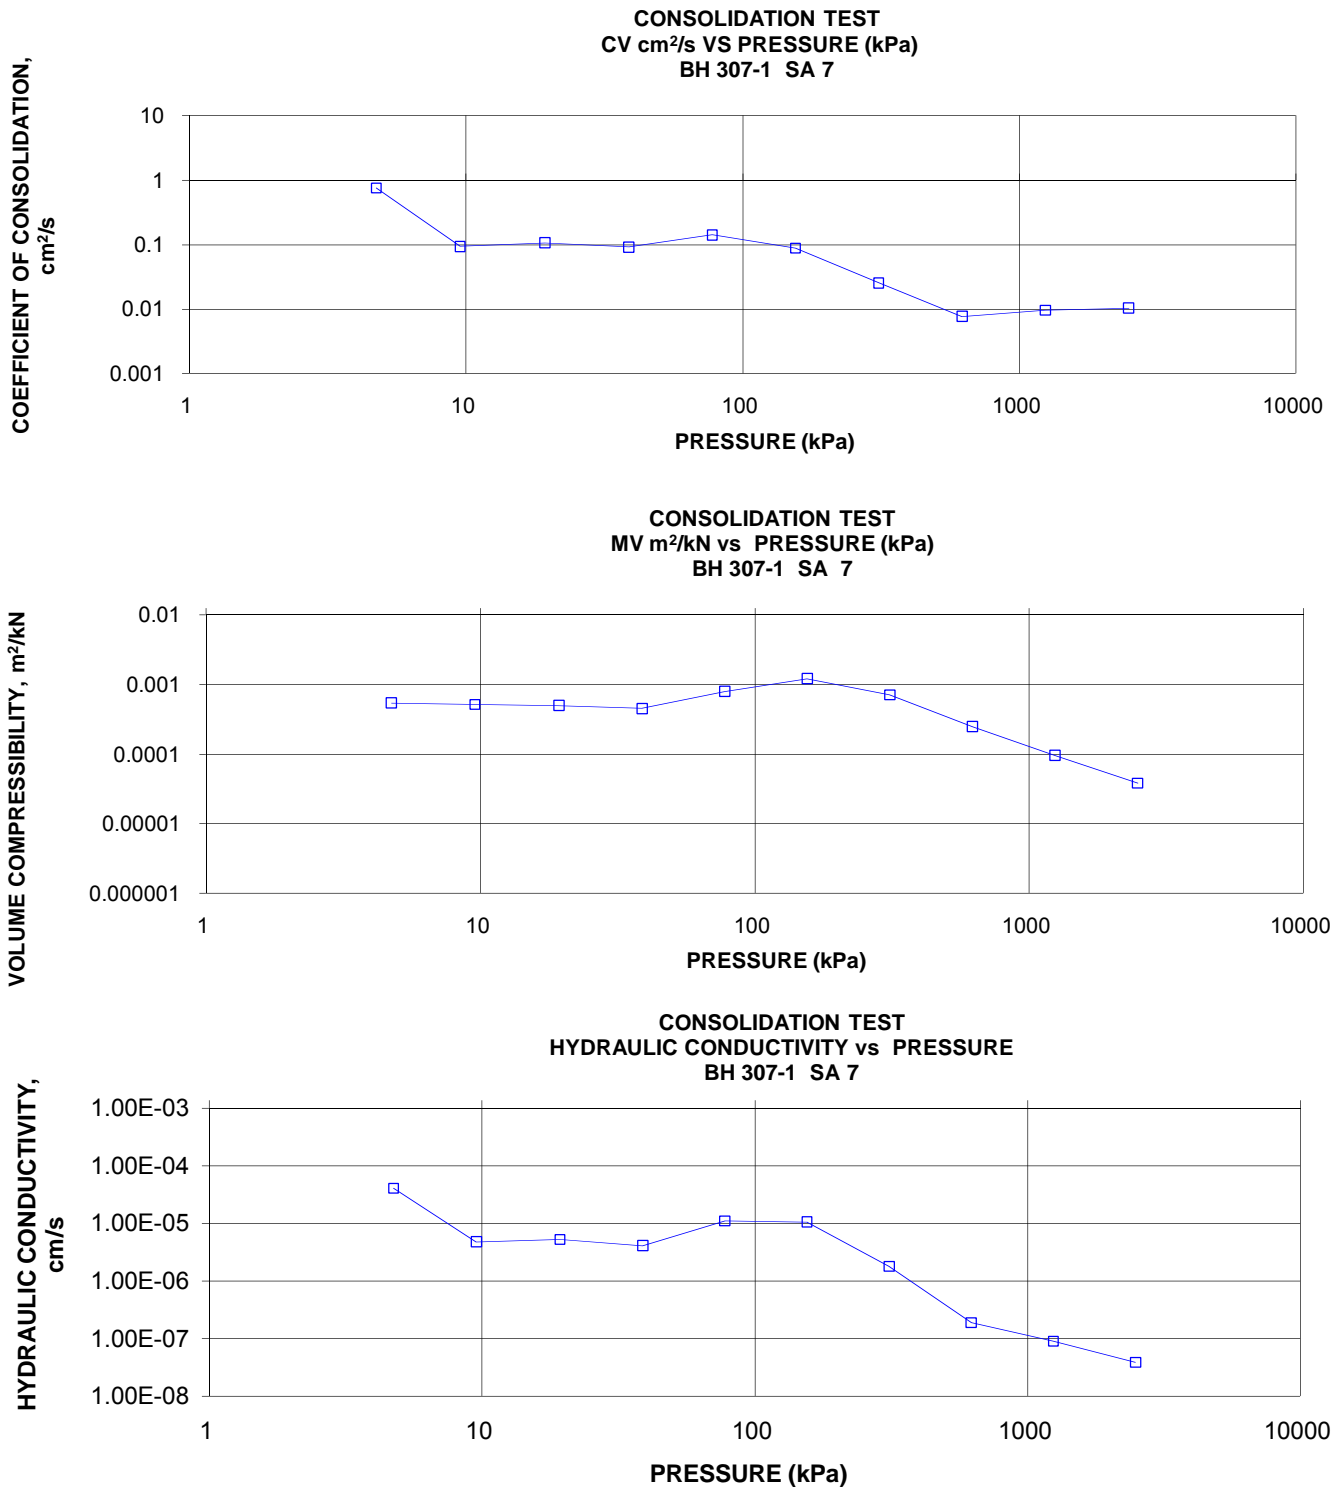 CONSOLIDATION TEST
CV cm²/s VS PRESSURE (kPa)
BH 307-1 SA 7
COEFFICIENT OF CONSOLIDATION,
cm²/s
10
1
0.1
0.01
0.001
1 10 100 1000 10000
PRESSURE (kPa)
CONSOLIDATION TEST
MV m²/kN vs PRESSURE (kPa)
BH 307-1 SA 7
VOLUME COMPRESSIBILITY, m²/kN
0.01
0.001
0.0001
0.00001
0.000001
1 10 100 1000 10000
PRESSURE (kPa)
CONSOLIDATION TEST
HYDRAULIC CONDUCTIVITY vs PRESSURE
BH 307-1 SA 7
HYDRAULIC CONDUCTIVITY,
cm/s
1.00E-03
1.00E-04
1.00E-05
1.00E-06
1.00E-07
1.00E-08
1 10 100 1000 10000
PRESSURE (kPa)